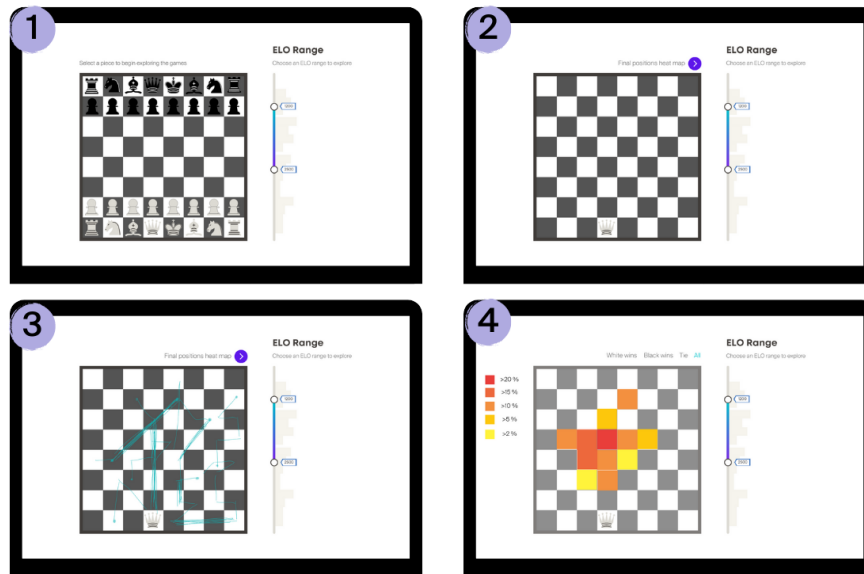 1
ELO Range
Select a piece to begin exploring the games
Choose an ELO range to explore
2
ELO Range
Final positions heat map
Choose an ELO range to explore
3
ELO Range
Final positions heat map
Choose an ELO range to explore
4
ELO Range
White wins Black wins Tie All
Choose an ELO range to explore
>20 %
>15 %
>10 %
>6 %
>2 %